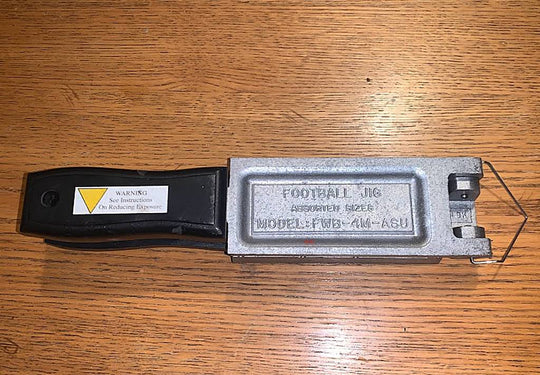 WARNING
See Instructions
On Reducing Exposure
FOOTBALL JIG
ASSORTED SIZES
MODEL:FWB-4M-ASU